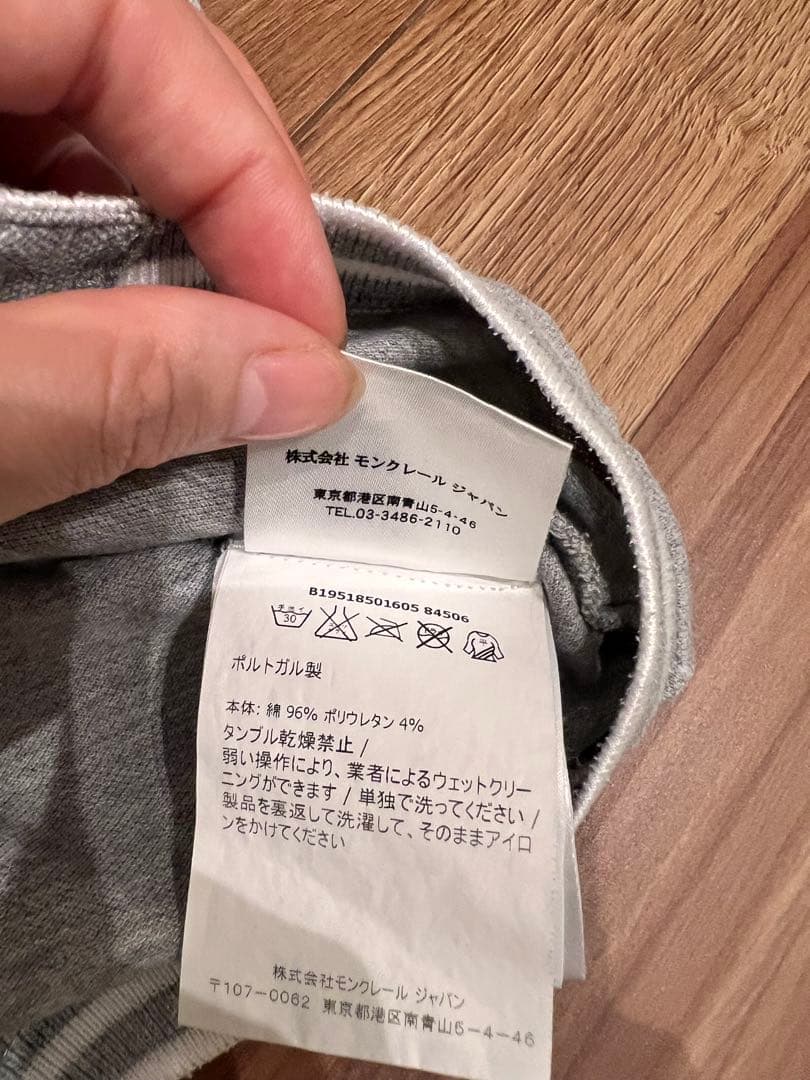 株式会社 モンクレール ジャパン
東京都港区南青山5-4-46
TEL.03-3486-2110
B19518501605 84506
手洗イ
30
平
ポルトガル製
本体: 綿 96% ポリウレタン 4%
タンブル乾燥禁止 /
弱い操作により、業者によるウェットクリー
ニングができます / 単独で洗ってください /
製品を裏返して洗濯して、そのままアイロ
ンをかけてください
株式会社モンクレール ジャパン
〒107-0062 東京都港区南青山5-4-46